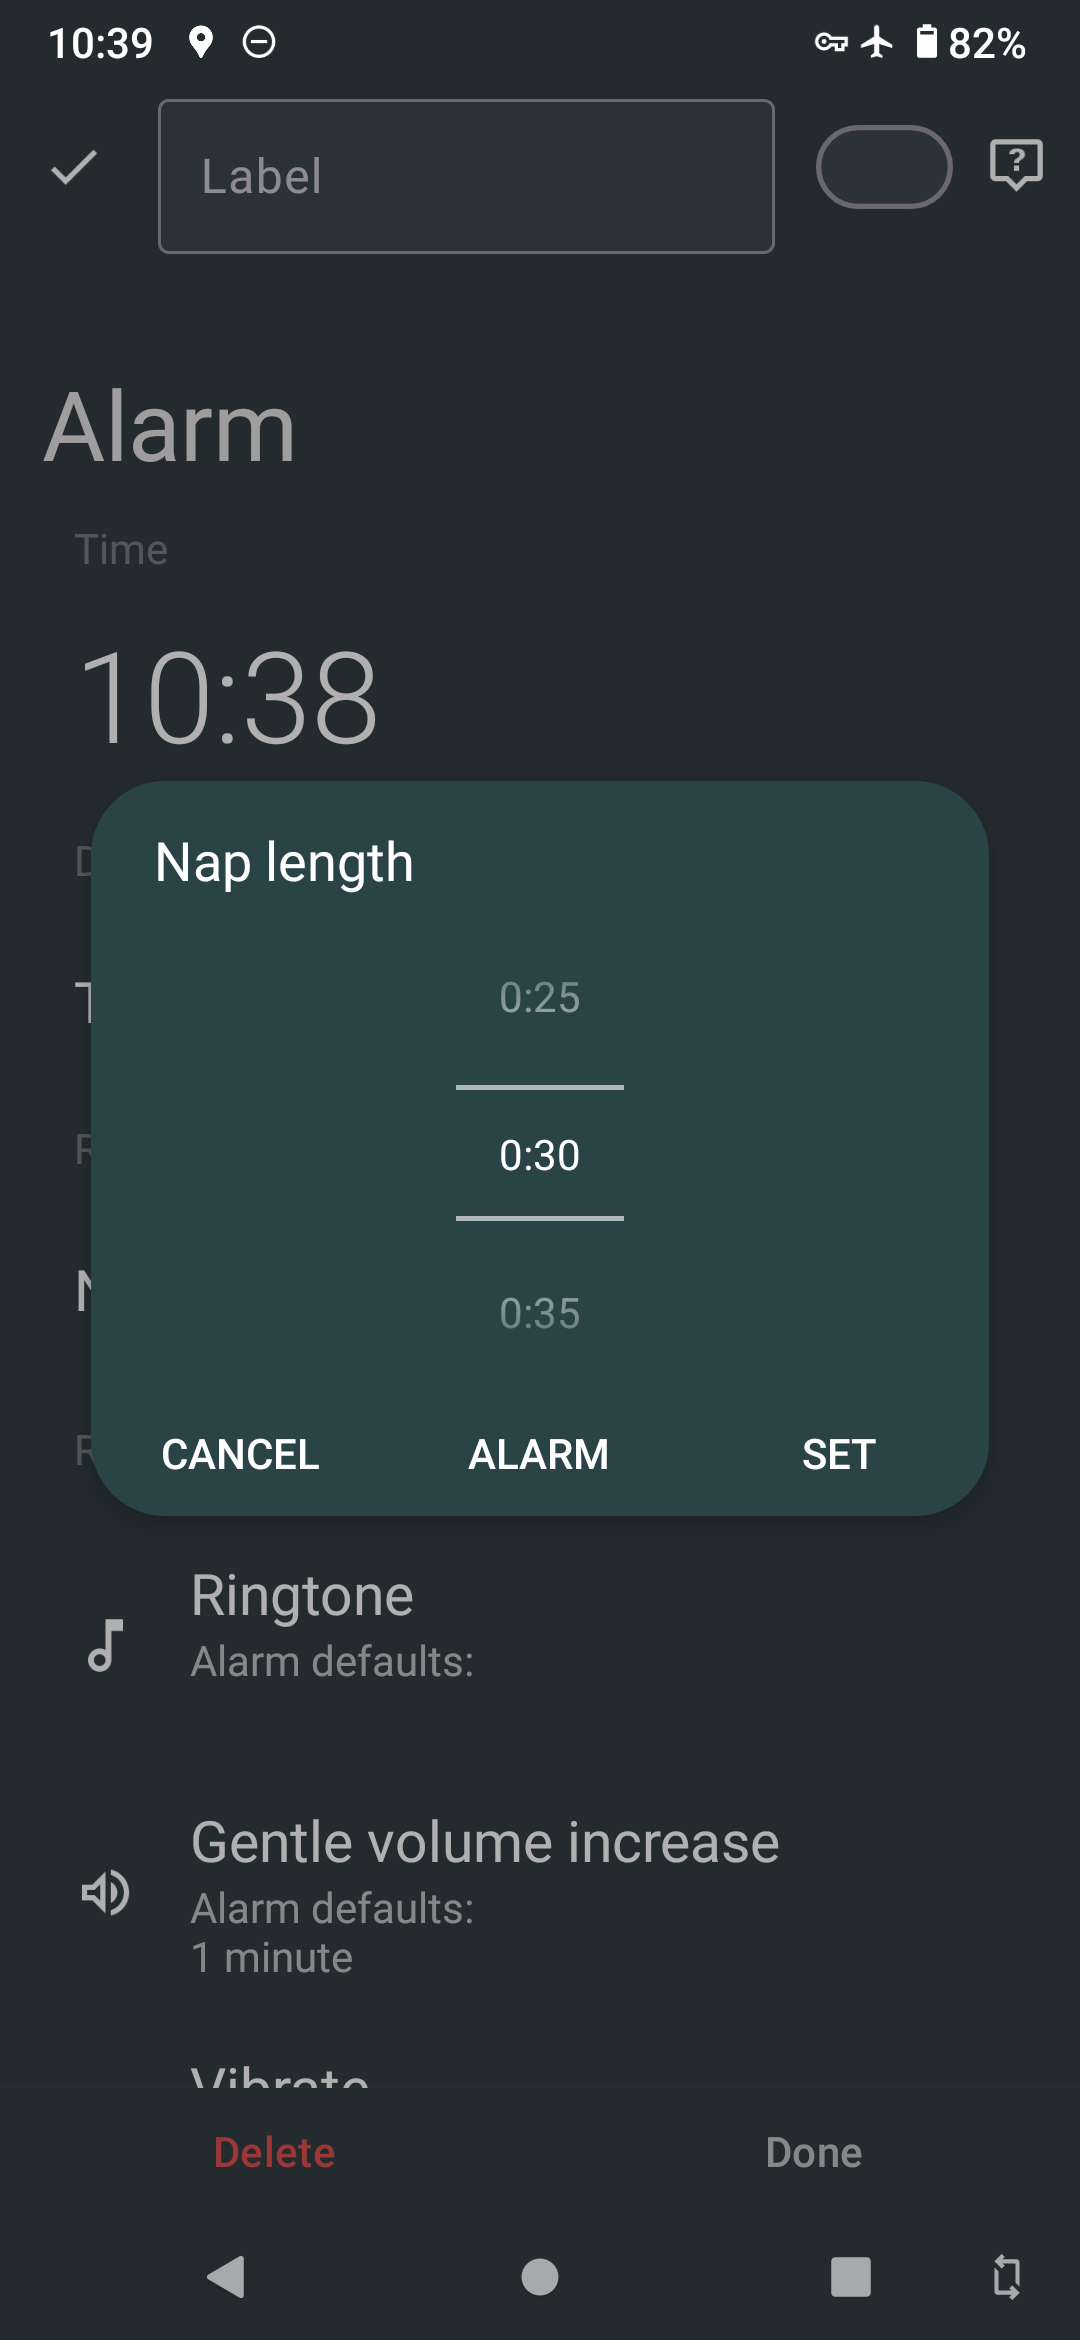 10:39
82%
Label
Alarm
Time
10:38
Nap length
0:25
0:30
0:35
CANCEL
ALARM
SET
Ringtone
Alarm defaults:
Gentle volume increase
Alarm defaults:
1 minute
Vibrate
Delete
Done